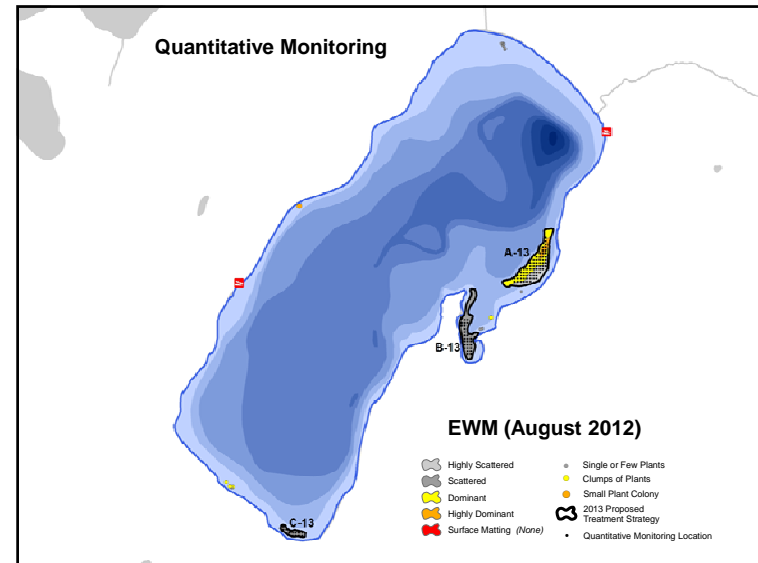 Quantitative Monitoring
A-13
B-13
C-13
EWM (August 2012)
Highly Scattered
Scattered
Dominant
Highly Dominant
Surface Matting (None)
Single or Few Plants
Clumps of Plants
Small Plant Colony
2013 Proposed
Treatment Strategy
Quantitative Monitoring Location